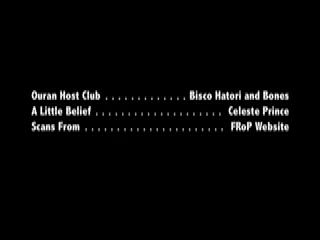 Ouran Host Club . . . . . . . . . . . . . Bisco Hatori and Bones
A Little Belief . . . . . . . . . . . . . . . . . . . . Celeste Prince
Scans From . . . . . . . . . . . . . . . . . . . . . . FRoP Website